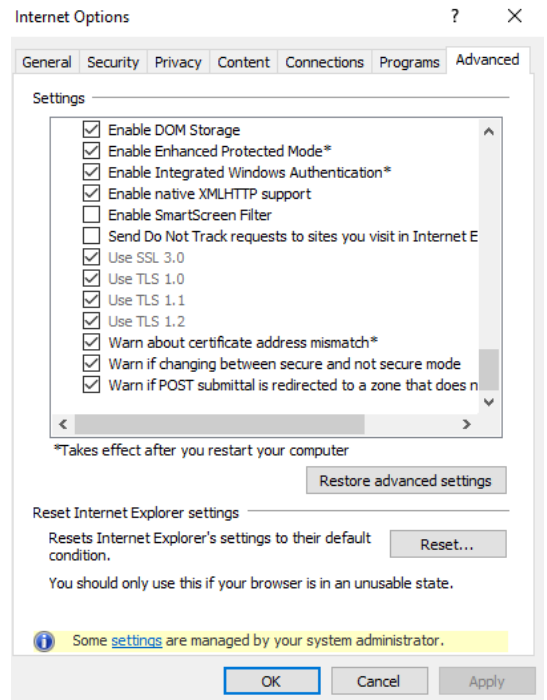 Internet Options
? ×
General Security Privacy Content Connections Programs Advanced
Settings
Enable DOM Storage
Enable Enhanced Protected Mode*
Enable Integrated Windows Authentication*
Enable native XMLHTTP support
Enable SmartScreen Filter
Send Do Not Track requests to sites you visit in Internet E
Use SSL 3.0
Use TLS 1.0
Use TLS 1.1
Use TLS 1.2
Warn about certificate address mismatch*
Warn if changing between secure and not secure mode
Warn if POST submittal is redirected to a zone that does n
*Takes effect after you restart your computer
Restore advanced settings
Reset Internet Explorer settings
Resets Internet Explorer's settings to their default
condition.
Reset...
You should only use this if your browser is in an unusable state.
Some settings are managed by your system administrator.
OK Cancel Apply